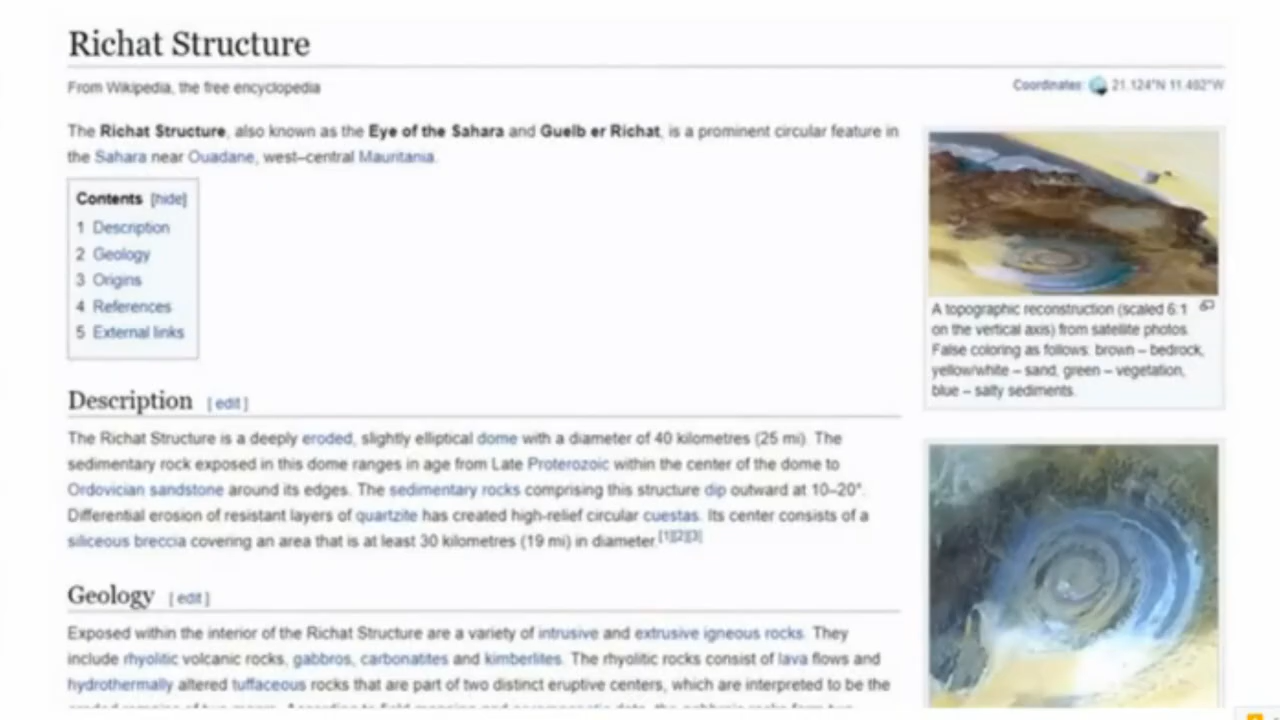 Richat Structure
From Wikipedia, the free encyclopedia
Coordinates: 21.124°N 11.402°W
The Richat Structure, also known as the Eye of the Sahara and Guelb er Richat, is a prominent circular feature in
the Sahara near Ouadane, west–central Mauritania.
Contents [hide]
1 Description
2 Geology
3 Origins
4 References
5 External links
A topographic reconstruction (scaled 6:1
on the vertical axis) from satellite photos.
False coloring as follows: brown – bedrock,
yellow/white – sand, green – vegetation,
blue – salty sediments.
Description [ edit ]
The Richat Structure is a deeply eroded, slightly elliptical dome with a diameter of 40 kilometres (25 mi). The
sedimentary rock exposed in this dome ranges in age from Late Proterozoic within the center of the dome to
Ordovician sandstone around its edges. The sedimentary rocks comprising this structure dip outward at 10–20°.
Differential erosion of resistant layers of quartzite has created high-relief circular cuestas. Its center consists of a
siliceous breccia covering an area that is at least 30 kilometres (19 mi) in diameter.[1][2][3]
Geology [ edit ]
Exposed within the interior of the Richat Structure are a variety of intrusive and extrusive igneous rocks. They
include rhyolitic volcanic rocks, gabbros, carbonatites and kimberlites. The rhyolitic rocks consist of lava flows and
hydrothermally altered tuffaceous rocks that are part of two distinct eruptive centers, which are interpreted to be the